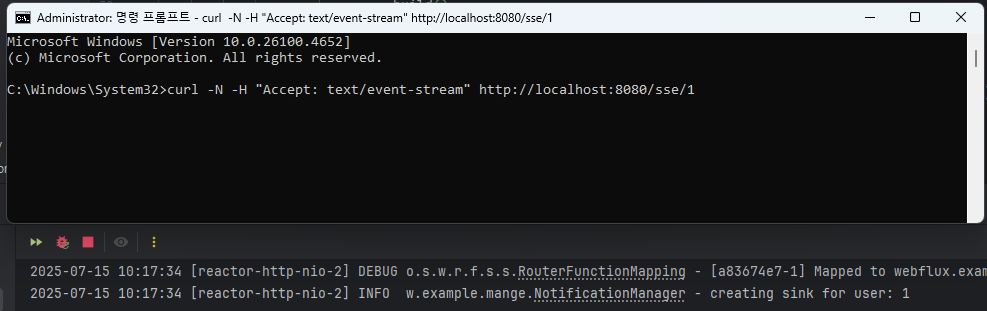 Administrator: 명령 프롬프트 - curl -N -H "Accept: text/event-stream" http://localhost:8080/sse/1
Microsoft Windows [Version 10.0.26100.4652]
(c) Microsoft Corporation. All rights reserved.
C:\Windows\System32>curl -N -H "Accept: text/event-stream" http://localhost:8080/sse/1
2025-07-15 10:17:34 [reactor-http-nio-2] DEBUG o.s.w.r.f.s.s.RouterFunctionMapping - [a83674e7-1] Mapped to webflux.exam
2025-07-15 10:17:34 [reactor-http-nio-2] INFO  w.example.mange.NotificationManager - creating sink for user: 1